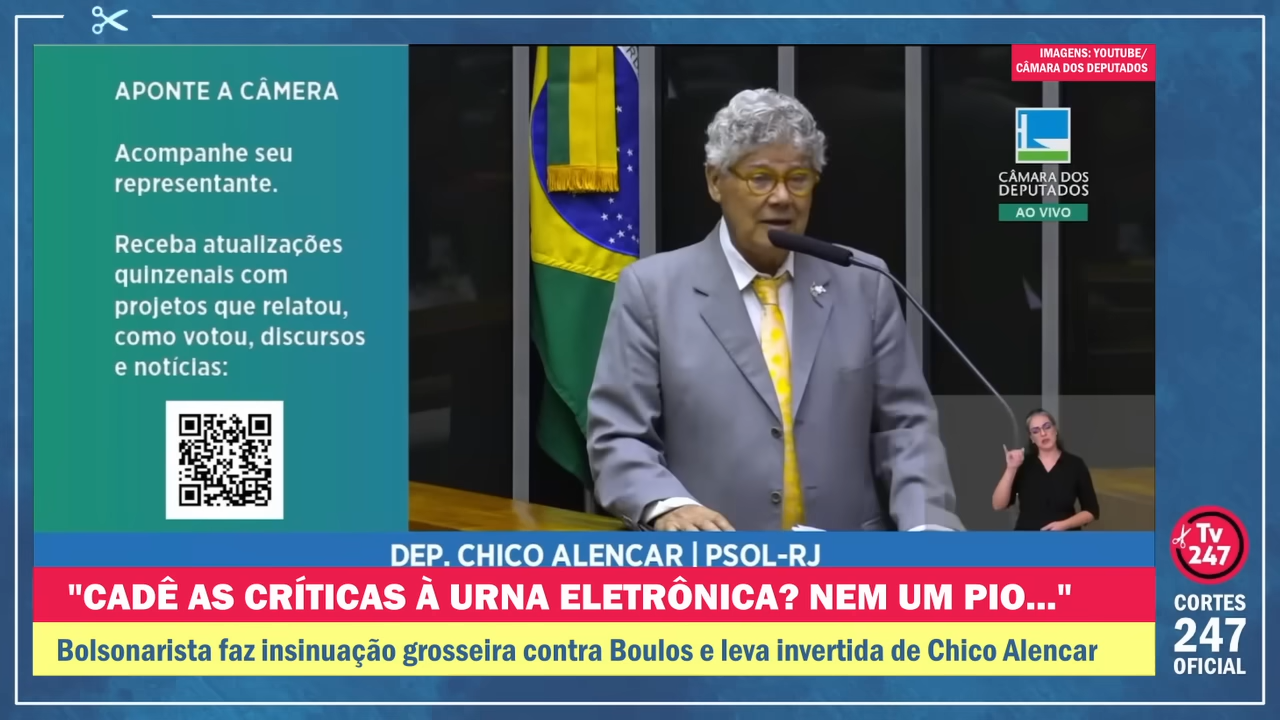 APONTE A CÂMERA
Acompanhe seu
representante.
Receba atualizações
quinzenais com
projetos que relatou,
como votou, discursos
e notícias:
IMAGENS: YOUTUBE/
CÂMARA DOS DEPUTADOS
CÂMARA DOS
DEPUTADOS
AO VIVO
DEP. CHICO ALENCAR | PSOL-RJ
"CADÊ AS CRÍTICAS À URNA ELETRÔNICA? NEM UM PIO..."
Bolsonarista faz insinuação grosseira contra Boulos e leva invertida de Chico Alencar
Tv
247
CORTES
247
OFICIAL